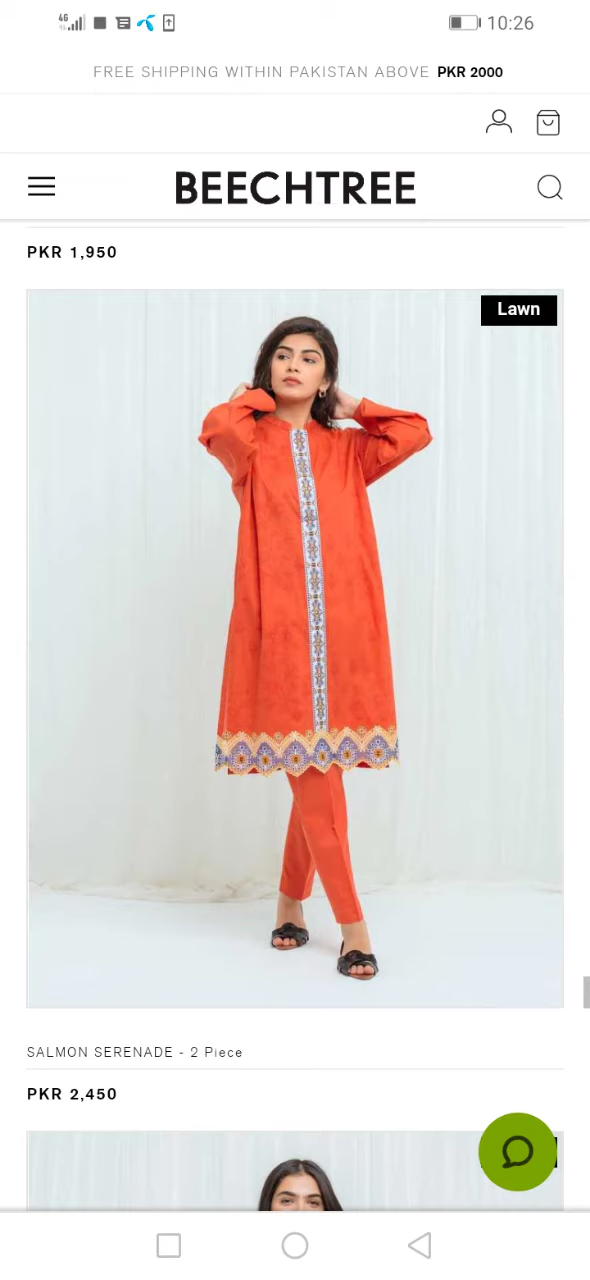 4G
10:26
FREE SHIPPING WITHIN PAKISTAN ABOVE PKR 2000
BEECHTREE
PKR 1,950
Lawn
SALMON SERENADE - 2 Piece
PKR 2,450